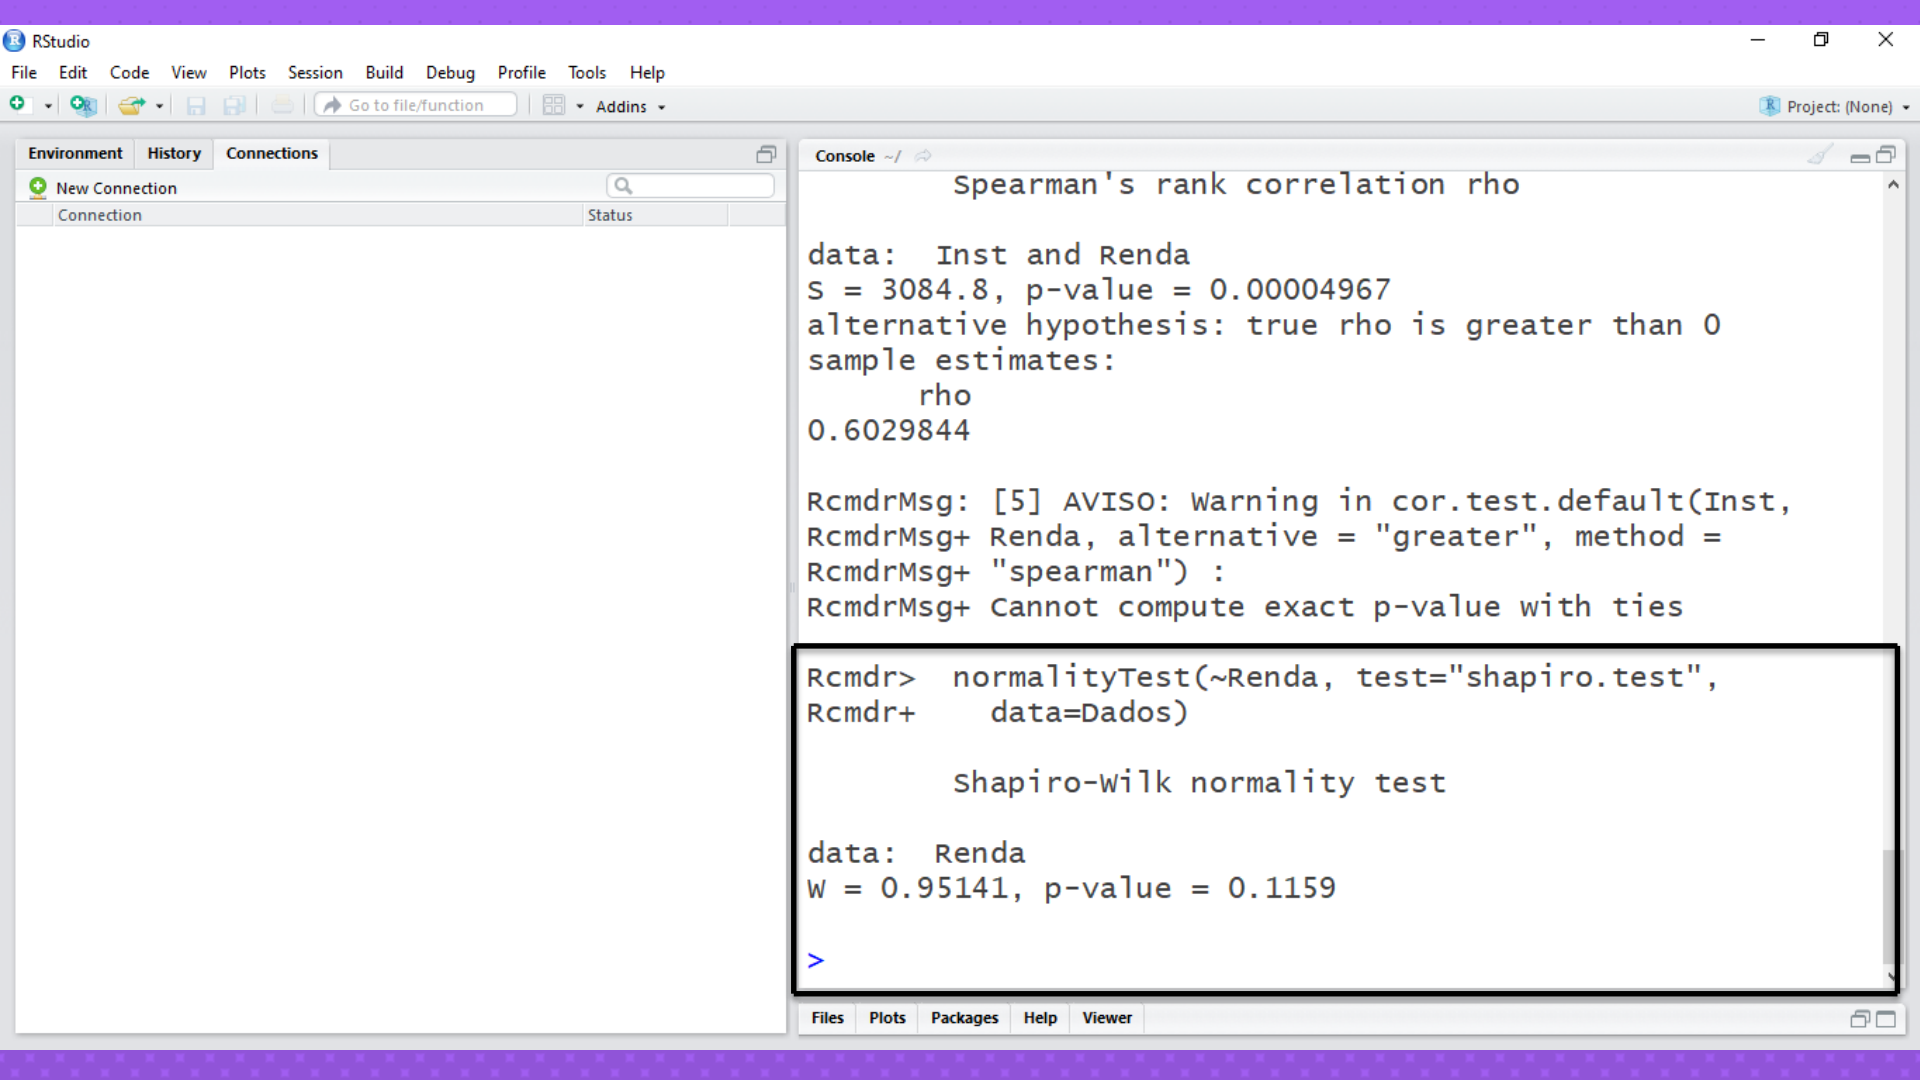 RStudio
File Edit Code View Plots Session Build Debug Profile Tools Help
Go to file/function Addins Project: (None)
Environment History Connections
New Connection
Connection Status
Console ~/
Spearman's rank correlation rho
data: Inst and Renda
S = 3084.8, p-value = 0.00004967
alternative hypothesis: true rho is greater than 0
sample estimates:
rho
0.6029844
RcmdrMsg: [5] AVISO: Warning in cor.test.default(Inst,
RcmdrMsg+ Renda, alternative = "greater", method =
RcmdrMsg+ "spearman") :
RcmdrMsg+ Cannot compute exact p-value with ties
Rcmdr> normalityTest(~Renda, test="shapiro.test",
Rcmdr+ data=Dados)
Shapiro-Wilk normality test
data: Renda
W = 0.95141, p-value = 0.1159
>
Files Plots Packages Help Viewer